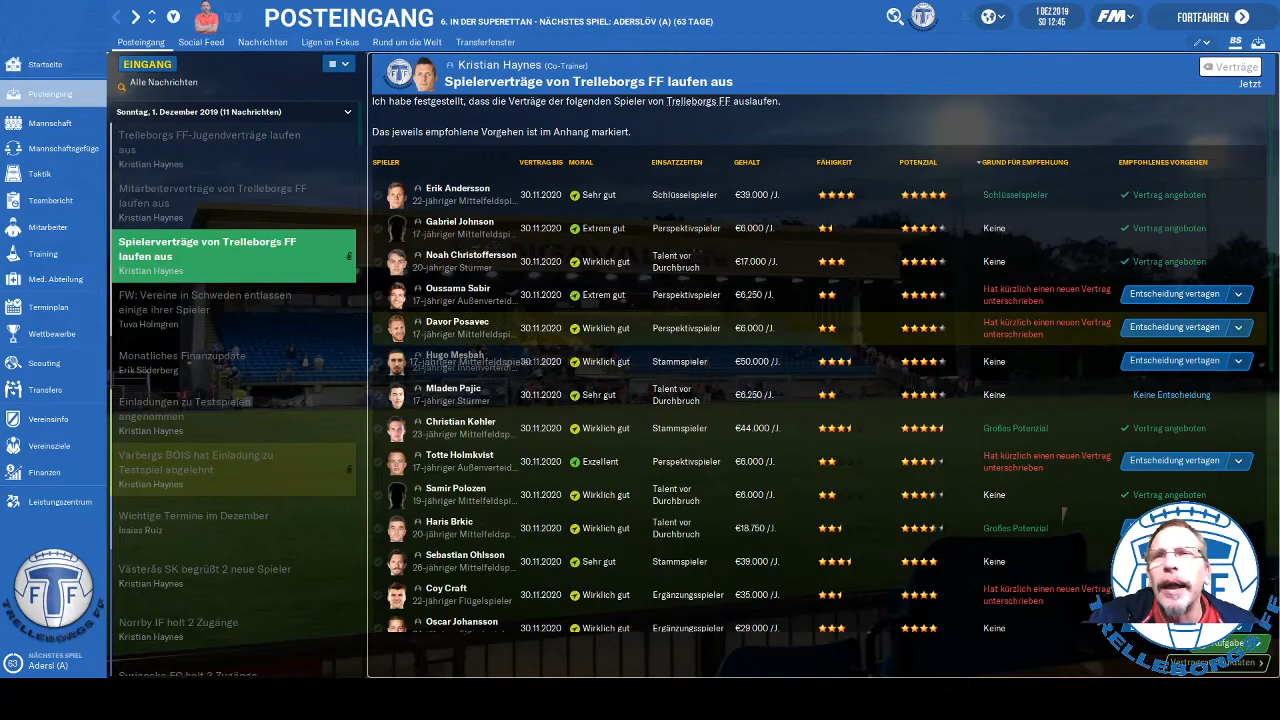 POSTEINGANG
6. IN DER SUPERETTAN - NÄCHSTES SPIEL: ADERSLÖV (A) (63 TAGE)
1 DEZ 2019
SO 12:45
FM
FORTFAHREN
Posteingang Social Feed Nachrichten Ligen im Fokus Rund um die Welt Transferfenster
BS
Startseite
Posteingang
Mannschaft
Mannschaftsgefüge
Taktik
Teambericht
Mitarbeiter
Training
Med. Abteilung
Terminplan
Wettbewerbe
Scouting
Transfers
Vereinsinfo
Vereinsziele
Finanzen
Leistungszentrum
F F
TRELLEBORGS FF
63
NÄCHSTES SPIEL
Adersl (A)
EINGANG
Alle Nachrichten
Sonntag, 1. Dezember 2019 (11 Nachrichten)
Trelleborgs FF-Jugendverträge laufen
aus
Kristian Haynes
Mitarbeiterverträge von Trelleborgs FF
laufen aus
Kristian Haynes
Spielerverträge von Trelleborgs FF
laufen aus
Kristian Haynes
FW: Vereine in Schweden entlassen
einige ihrer Spieler
Tuva Holmgren
Monatliches Finanzupdate
Erik Söderberg
Einladungen zu Testspielen
angenommen
Kristian Haynes
Varbergs BOIS hat Einladung zu
Testspiel abgelehnt
Kristian Haynes
Wichtige Termine im Dezember
Isaias Ruiz
Västerås SK begrüßt 2 neue Spieler
Kristian Haynes
Norrby IF holt 2 Zugänge
Kristian Haynes
Syrianska FC holt 2 Zugänge
Kristian Haynes (Co-Trainer)
Spielerverträge von Trelleborgs FF laufen aus
Verträge
Jetzt
Ich habe festgestellt, dass die Verträge der folgenden Spieler von Trelleborgs FF auslaufen.
Das jeweils empfohlene Vorgehen ist im Anhang markiert.
SPIELER VERTRAG BIS MORAL EINSATZZEITEN GEHALT FÄHIGKEIT POTENZIAL GRUND FÜR EMPFEHLUNG EMPFOHLENES VORGEHEN
Erik Andersson
22-jähriger Mittelfeldspi... 30.11.2020 Sehr gut Schlüsselspieler €39.000 /J. Schlüsselspieler Vertrag angeboten
Gabriel Johnson
17-jähriger Mittelfeldspi... 30.11.2020 Extrem gut Perspektivspieler €6.000 /J. Keine Vertrag angeboten
Noah Christoffersson
20-jähriger Stürmer 30.11.2020 Wirklich gut Talent vor Durchbruch €17.000 /J. Keine Vertrag angeboten
Oussama Sabir
17-jähriger Außenverteid... 30.11.2020 Extrem gut Perspektivspieler €6.250 /J. Hat kürzlich einen neuen Vertrag unterschrieben Entscheidung vertagen
Davor Posavec
17-jähriger Mittelfeldspi... 30.11.2020 Wirklich gut Perspektivspieler €6.000 /J. Hat kürzlich einen neuen Vertrag unterschrieben Entscheidung vertagen
Hugo Mesbah
30.11.2020 Wirklich gut Stammspieler €50.000 /J. Keine Entscheidung vertagen
Mladen Pajic
17-jähriger Stürmer 30.11.2020 Sehr gut Talent vor Durchbruch €6.250 /J. Keine Keine Entscheidung
Christian Køhler
23-jähriger Mittelfeldspi... 30.11.2020 Wirklich gut Stammspieler €44.000 /J. Großes Potenzial Vertrag angeboten
Totte Holmkvist
17-jähriger Außenverteid... 30.11.2020 Exzellent Perspektivspieler €6.000 /J. Hat kürzlich einen neuen Vertrag unterschrieben Entscheidung vertagen
Samir Polozen
19-jähriger Mittelfeldspi... 30.11.2020 Wirklich gut Talent vor Durchbruch €6.000 /J. Keine Vertrag angeboten
Haris Brkic
20-jähriger Mittelfeldsp... 30.11.2020 Wirklich gut Talent vor Durchbruch €18.750 /J. Großes Potenzial
Sebastian Ohlsson
26-jähriger Mittelfeldsp... 30.11.2020 Sehr gut Stammspieler €39.000 /J. Keine
Coy Craft
22-jähriger Flügelspieler 30.11.2020 Wirklich gut Ergänzungsspieler €35.000 /J. Hat kürzlich einen neuen Vertrag unterschrieben
Oscar Johansson
30.11.2020 Wirklich gut Ergänzungsspieler €29.000 /J. Keine
TRELLEBORGS FF